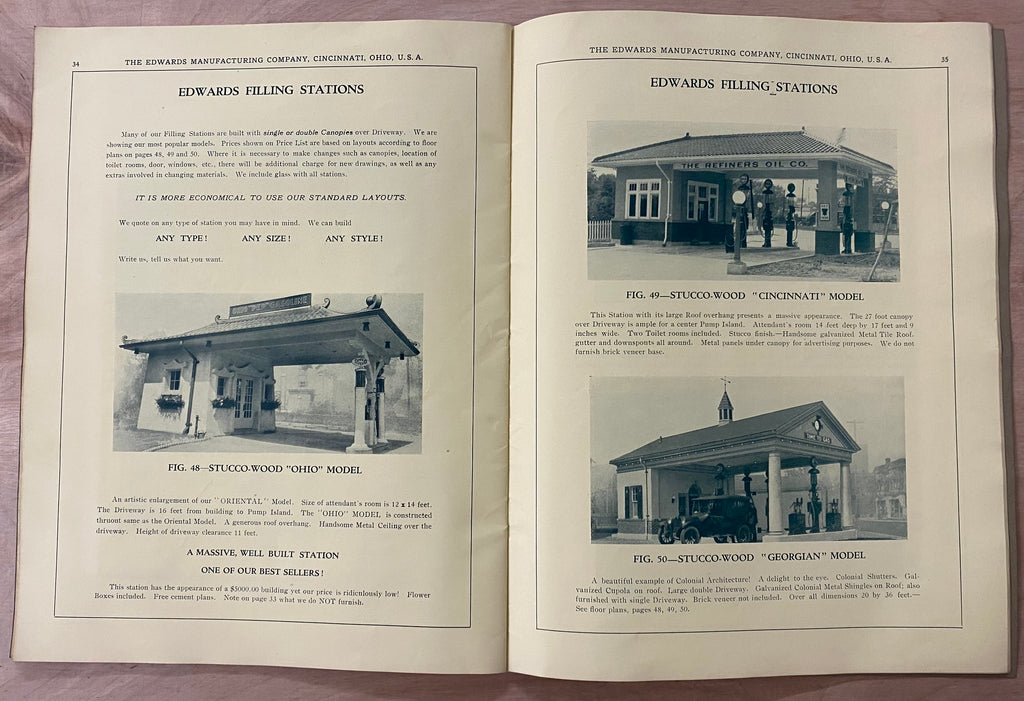 34
THE EDWARDS MANUFACTURING COMPANY, CINCINNATI, OHIO, U. S. A.
EDWARDS FILLING STATIONS
Many of our Filling Stations are built with single or double Canopies over Driveway. We are
showing our most popular models. Prices shown on Price List are based on layouts according to floor
plans on pages 48, 49 and 50. Where it is necessary to make changes such as canopies, location of
toilet rooms, door, windows, etc., there will be additional charge for new drawings, as well as any
extras involved in changing materials. We include glass with all stations.
IT IS MORE ECONOMICAL TO USE OUR STANDARD LAYOUTS.
We quote on any type of station you may have in mind. We can build
ANY TYPE! ANY SIZE! ANY STYLE!
Write us, tell us what you want.
GASOLINE
FIG. 48—STUCCO-WOOD "OHIO" MODEL
An artistic enlargement of our "ORIENTAL" Model. Size of attendant's room is 12 x 14 feet.
The Driveway is 16 feet from building to Pump Island. The "OHIO" MODEL is constructed
thruout same as the Oriental Model. A generous roof overhang. Handsome Metal Ceiling over the
driveway. Height of driveway clearance 11 feet.
A MASSIVE, WELL BUILT STATION
ONE OF OUR BEST SELLERS!
This station has the appearance of a $5000.00 building yet our price is ridiculously low! Flower
Boxes included. Free cement plans. Note on page 33 what we do NOT furnish.
THE EDWARDS MANUFACTURING COMPANY, CINCINNATI, OHIO, U. S. A.
35
EDWARDS FILLING STATIONS
THE REFINERS OIL CO.
FIG. 49—STUCCO-WOOD "CINCINNATI" MODEL
This Station with its large Roof overhang presents a massive appearance. The 27 foot canopy
over Driveway is ample for a center Pump Island. Attendant's room 14 feet deep by 17 feet and 9
inches wide. Two Toilet rooms included. Stucco finish.—Handsome galvanized Metal Tile Roof,
gutter and downspouts all around. Metal panels under canopy for advertising purposes. We do not
furnish brick veneer base.
FIG. 50—STUCCO-WOOD "GEORGIAN" MODEL
A beautiful example of Colonial Architecture! A delight to the eye. Colonial Shutters. Gal-
vanized Cupola on roof. Large double Driveway. Galvanized Colonial Metal Shingles on Roof; also
furnished with single Driveway. Brick veneer not included. Over all dimensions 20 by 36 feet.—
See floor plans, pages 48, 49, 50.